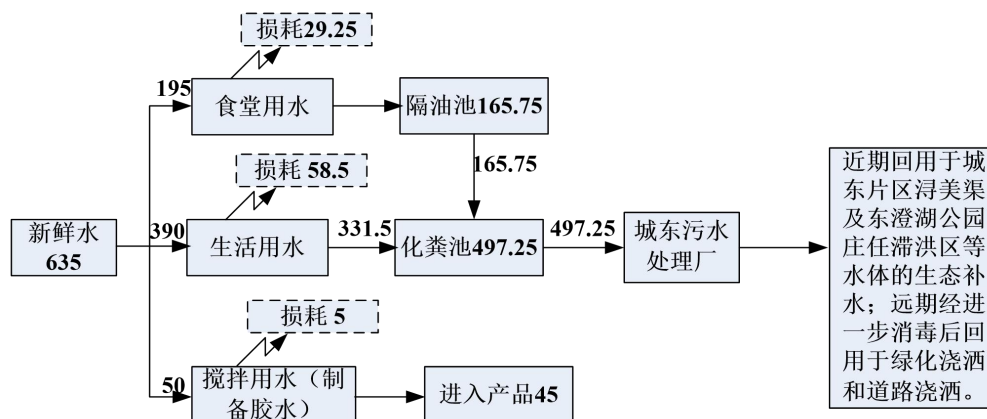 损耗29.25
195
食堂用水
隔油池165.75
165.75
损耗 58.5
新鲜水
635
390
生活用水
331.5
化粪池497.25
497.25
城东污水
处理厂
近期回用于城
东片区浔美渠
及东澄湖公园
庄任滞洪区等
水体的生态补
水；远期经进
一步消毒后回
用于绿化浇洒
和道路浇洒。
损耗 5
50
搅拌用水（制
备胶水）
进入产品45